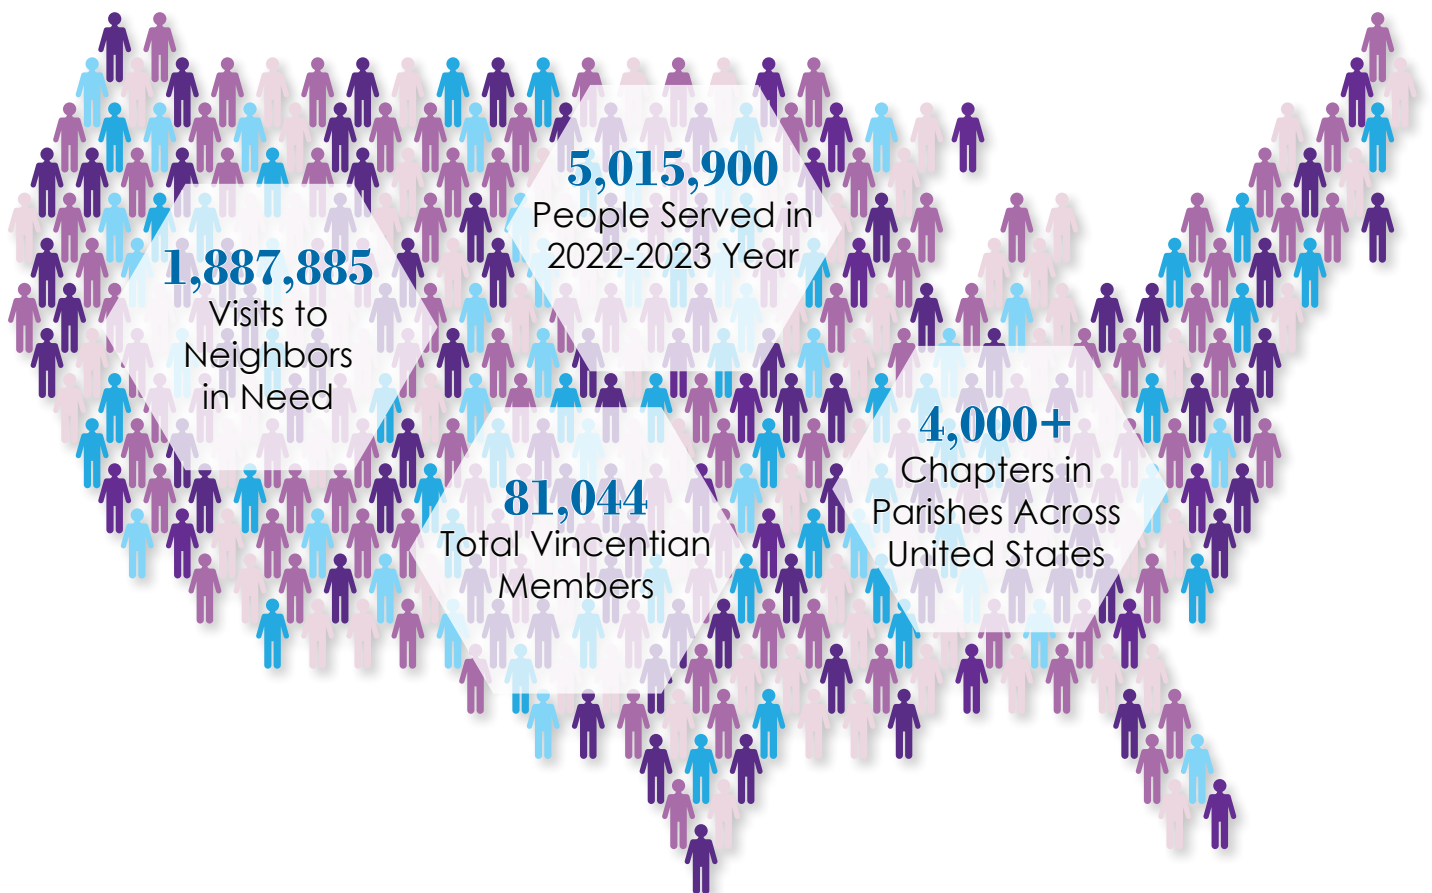 5,015,900
People Served in
2022-2023 Year
1,887,885
Visits to
Neighbors
in Need
4,000+
Chapters in
Parishes Across
United States
81,044
Total Vincentian
Members